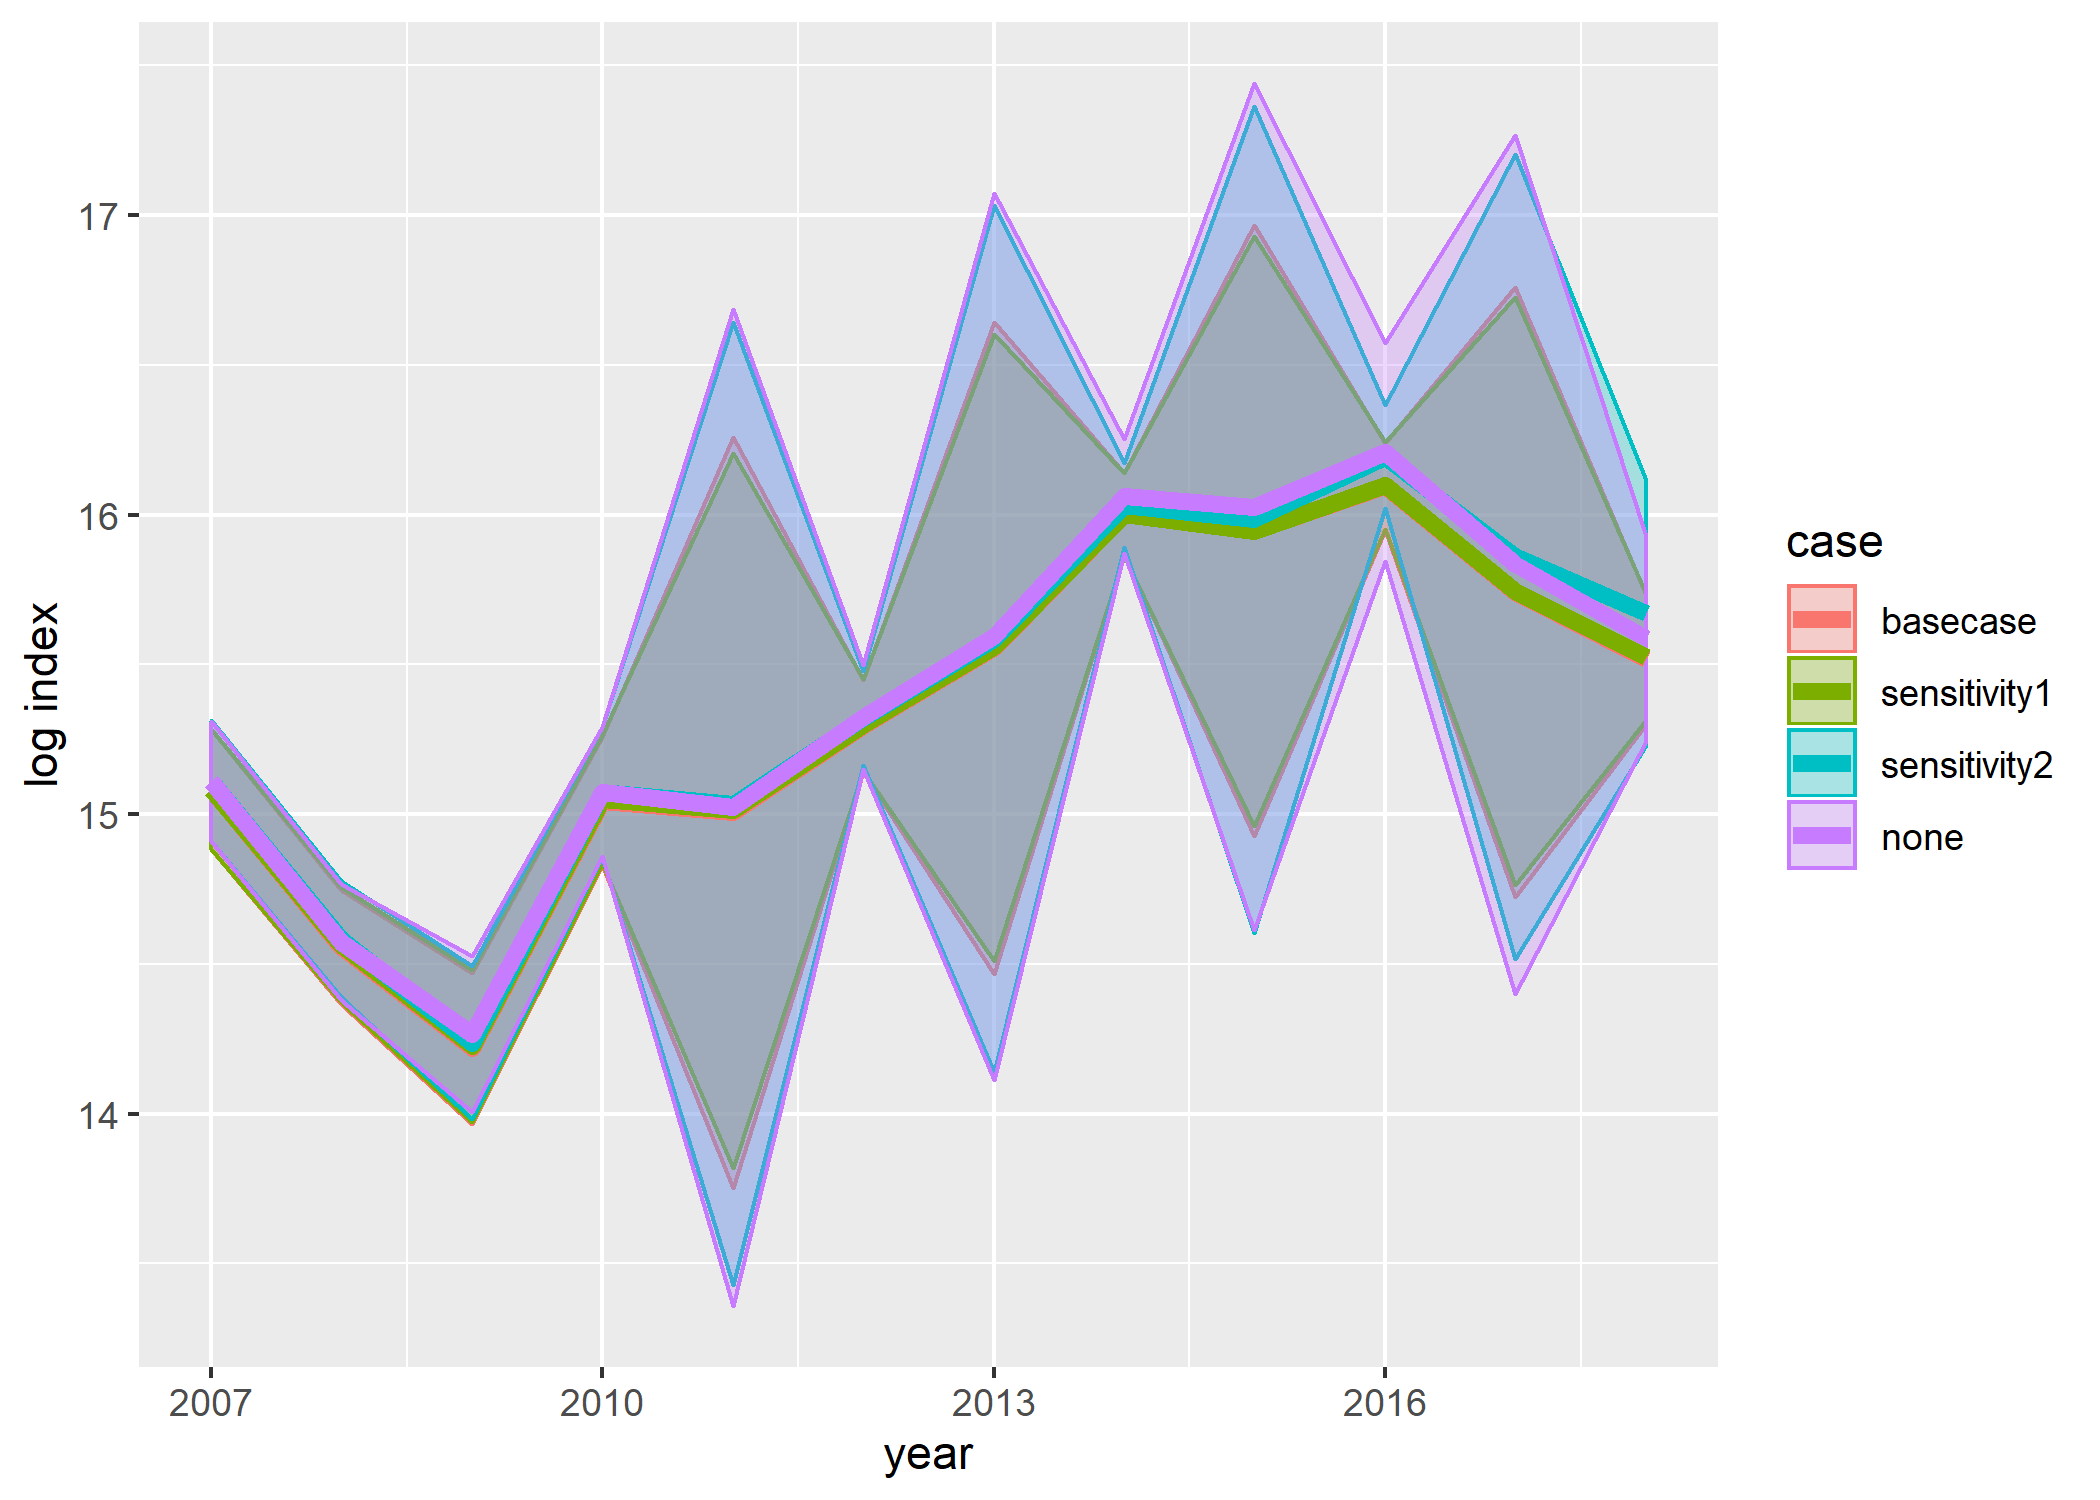 log index
17
16
15
14
2007
2010
2013
2016
year
case
basecase
sensitivity1
sensitivity2
none